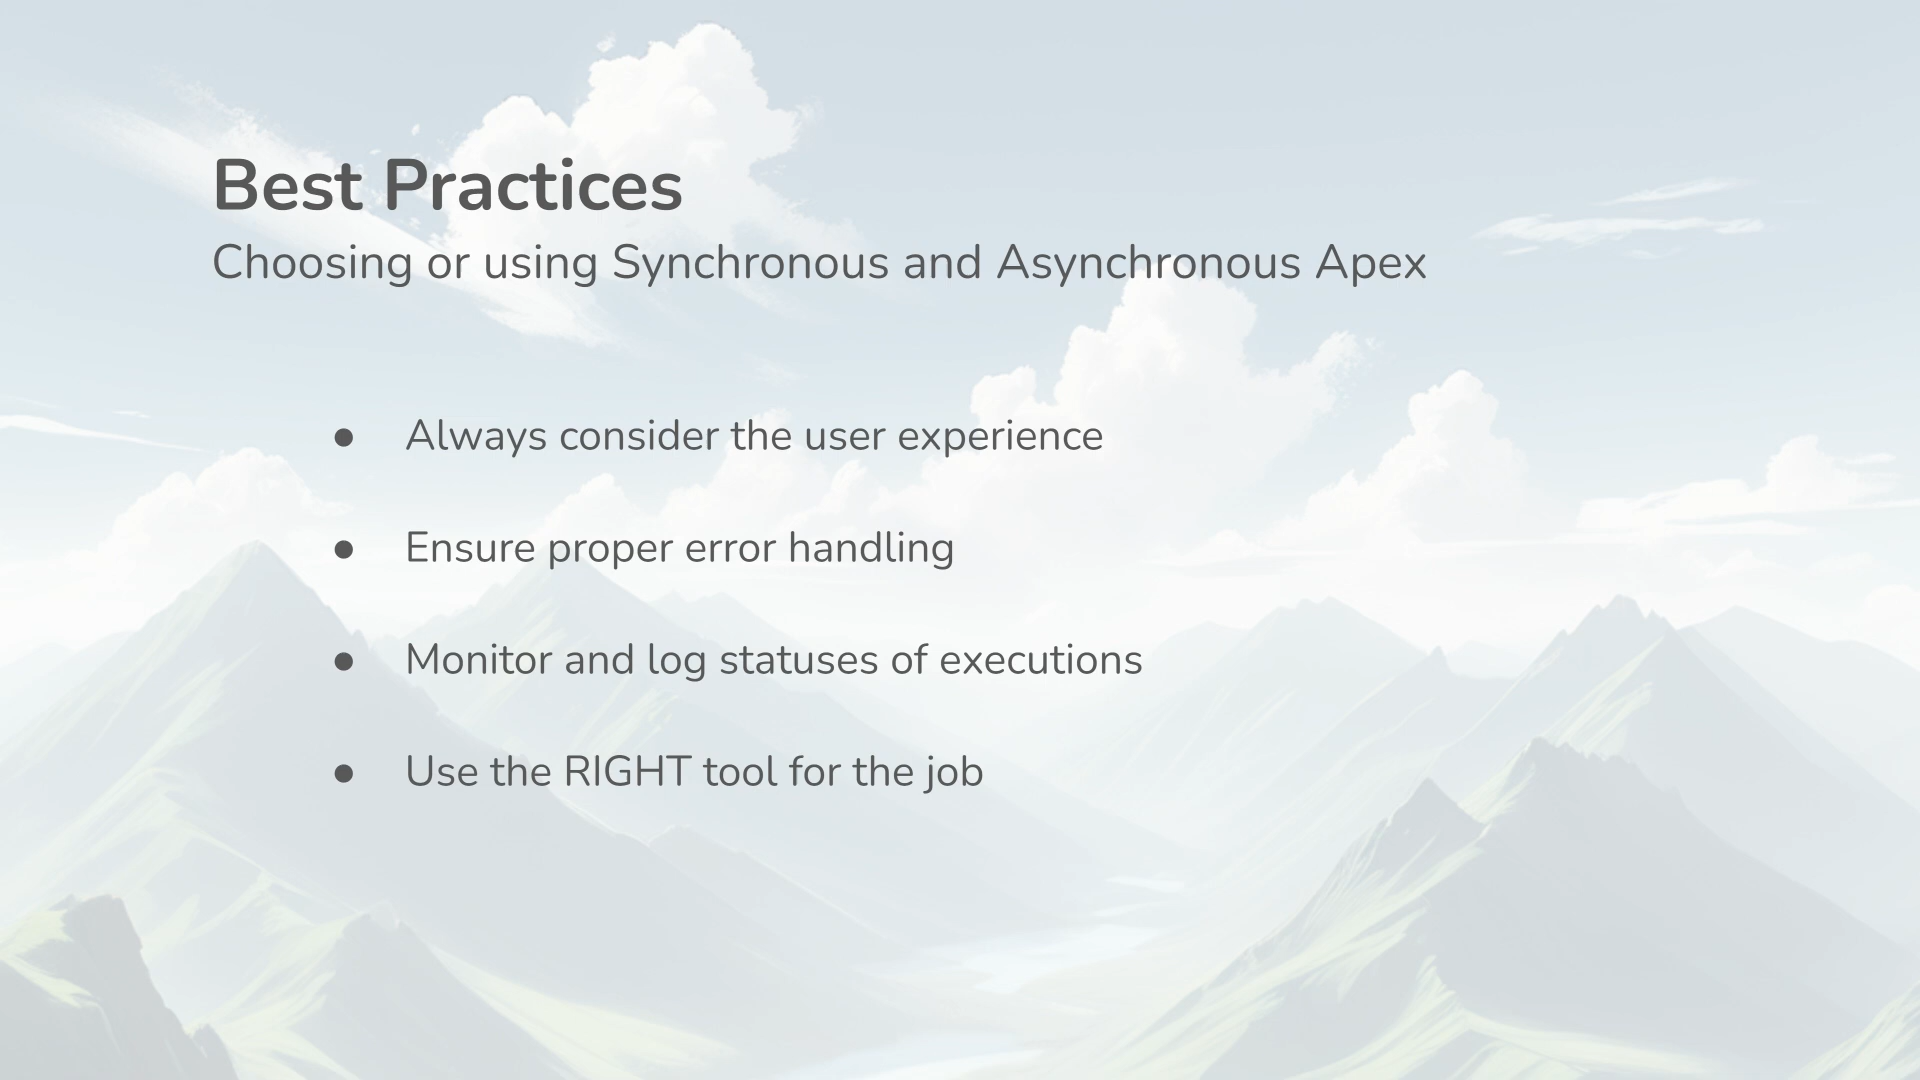 Best Practices
Choosing or using Synchronous and Asynchronous Apex
● Always consider the user experience
● Ensure proper error handling
● Monitor and log statuses of executions
● Use the RIGHT tool for the job